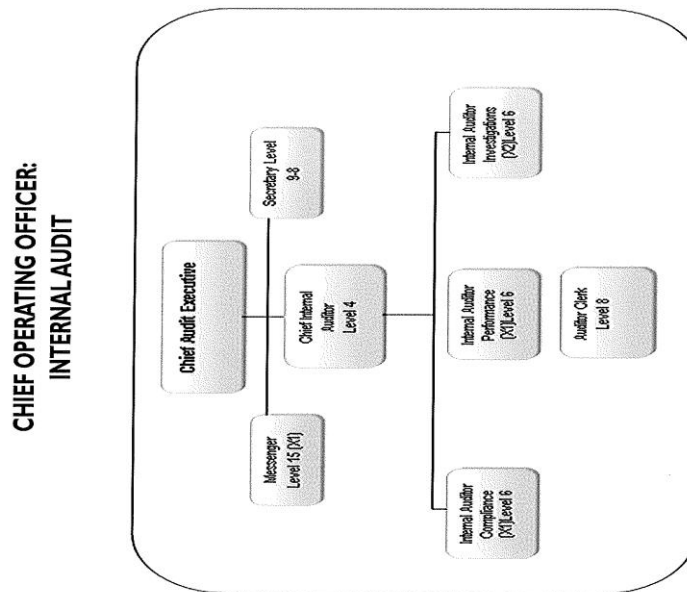 CHIEF OPERATING OFFICER:
INTERNAL AUDIT
Chief Audit Executive
Messenger
Level 15 (X1)
Secretary Level
9-8
Chief Internal
Auditor
Level 4
Internal Auditor
Compliance
(X1)Level 6
Internal Auditor
Performance
(X1)Level 6
Internal Auditor
Investigations
(X2)Level 6
Auditor Clerk
Level 8